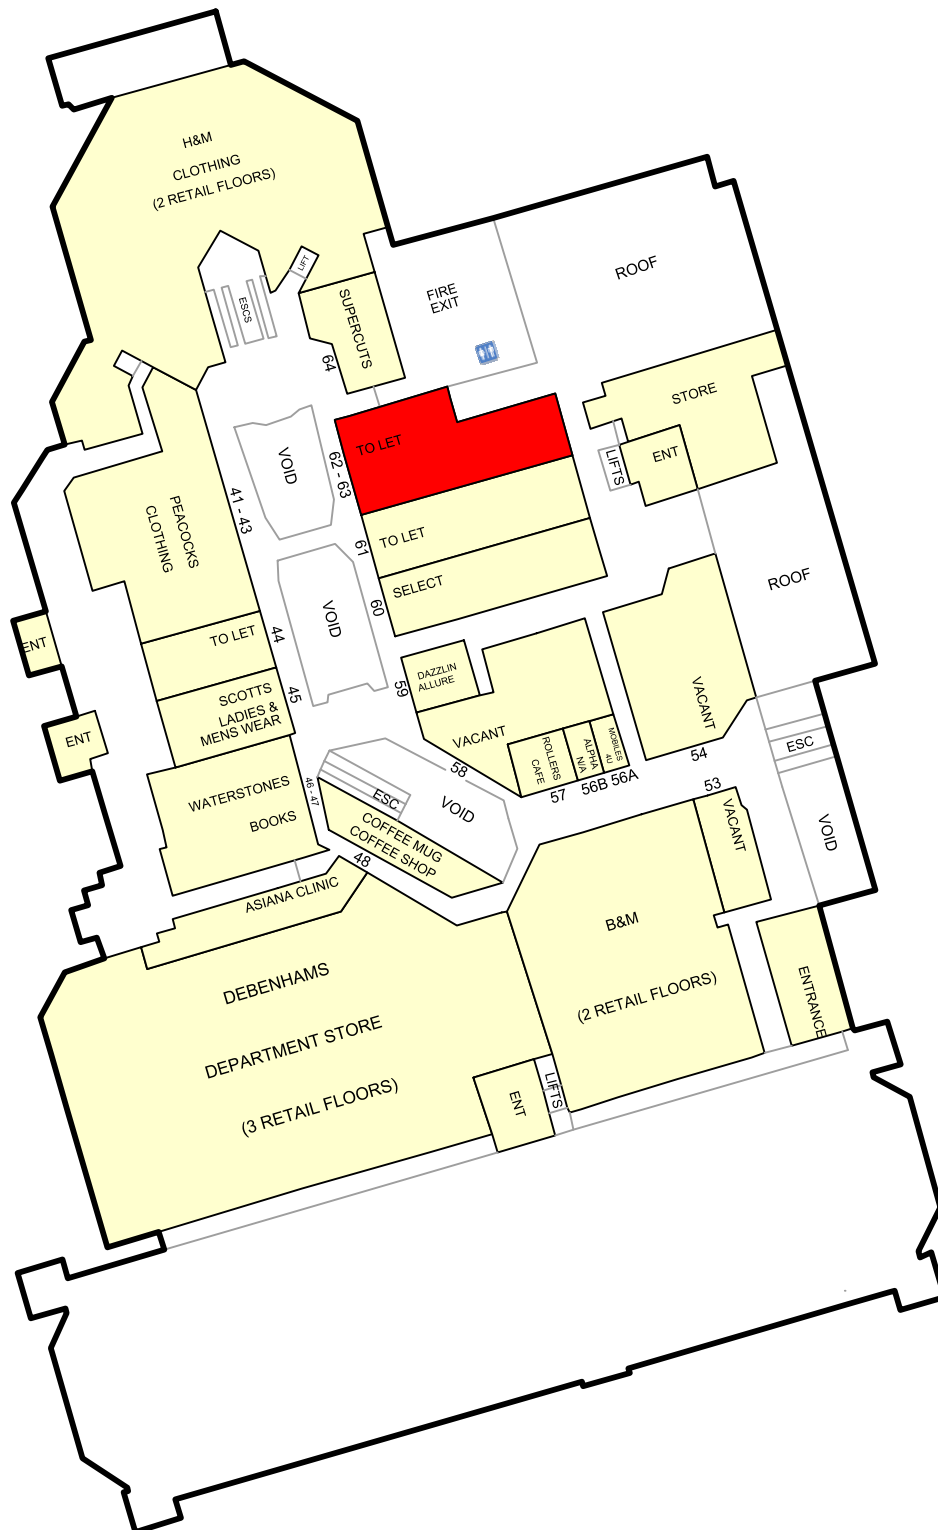 H&M
CLOTHING
(2 RETAIL FLOORS)
LIFT
ESCS
SUPERCUTS
64
FIRE
EXIT
ROOF
STORE
ENT
LIFTS
TO LET
62 - 63
VOID
41 - 43
PEACOCKS
CLOTHING
TO LET
61
SELECT
60
ROOF
VOID
ENT
TO LET
44
SCOTTS
LADIES &
MENS WEAR
45
ENT
DAZZLIN
ALLURE
59
VACANT
58
ROLLERS
CAFE
ALPHA
N/A
MOBILES
4U
57
56B
56A
VACANT
54
53
ESC
VOID
WATERSTONES
BOOKS
46 - 47
ESC
VOID
COFFEE MUG
COFFEE SHOP
48
VACANT
ASIANA CLINIC
B&M
(2 RETAIL FLOORS)
ENTRANCE
DEBENHAMS
DEPARTMENT STORE
(3 RETAIL FLOORS)
ENT
LIFTS